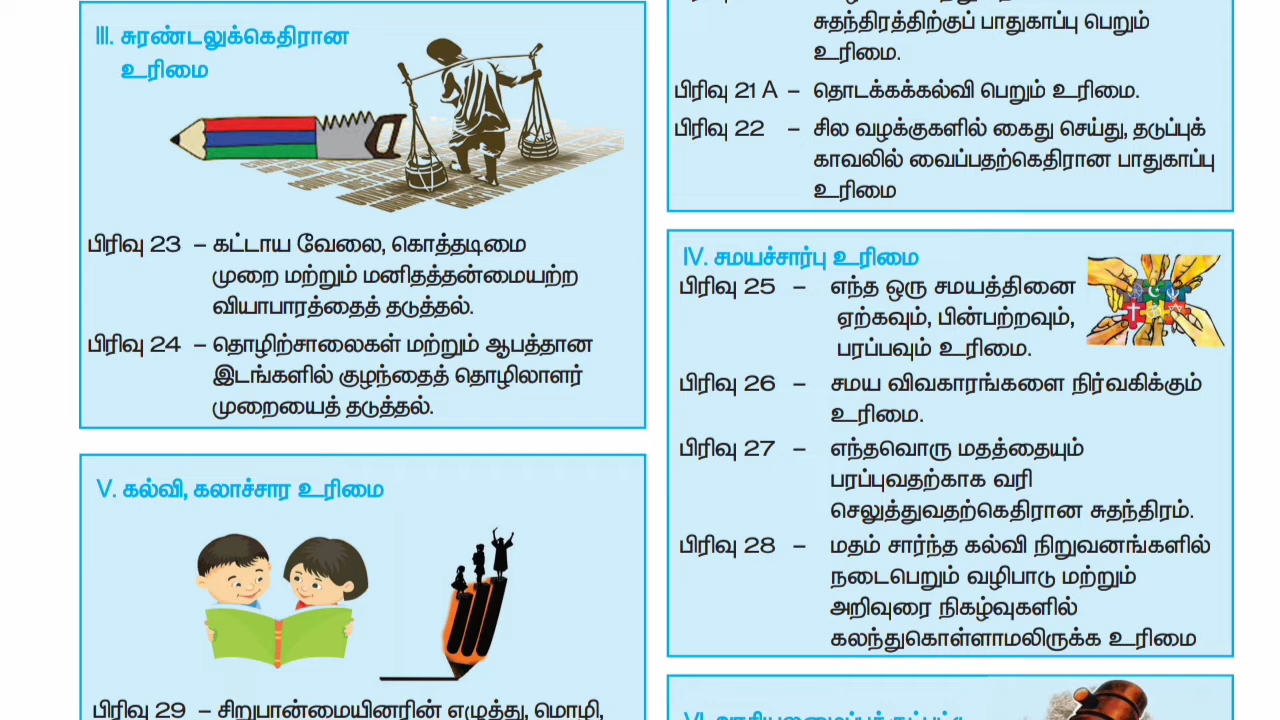 III. சுரண்டலுக்கெதிரான
உரிமை
பிரிவு 23 – கட்டாய வேலை, கொத்தடிமை
முறை மற்றும் மனிதத்தன்மையற்ற
வியாபாரத்தைத் தடுத்தல்.
பிரிவு 24 – தொழிற்சாலைகள் மற்றும் ஆபத்தான
இடங்களில் குழந்தைத் தொழிலாளர்
முறையைத் தடுத்தல்.
V. கல்வி, கலாச்சார உரிமை
பிரிவு 29 – சிறுபான்மையினரின் எழுத்து, மொழி,
சுதந்திரத்திற்குப் பாதுகாப்பு பெறும்
உரிமை.
பிரிவு 21 A – தொடக்கக்கல்வி பெறும் உரிமை.
பிரிவு 22 – சில வழக்குகளில் கைது செய்து, தடுப்புக்
காவலில் வைப்பதற்கெதிரான பாதுகாப்பு
உரிமை
IV. சமயச்சார்பு உரிமை
பிரிவு 25 – எந்த ஒரு சமயத்தினை
ஏற்கவும், பின்பற்றவும்,
பரப்பவும் உரிமை.
பிரிவு 26 – சமய விவகாரங்களை நிர்வகிக்கும்
உரிமை.
பிரிவு 27 – எந்தவொரு மதத்தையும்
பரப்புவதற்காக வரி
செலுத்துவதற்கெதிரான சுதந்திரம்.
பிரிவு 28 – மதம் சார்ந்த கல்வி நிறுவனங்களில்
நடைபெறும் வழிபாடு மற்றும்
அறிவுரை நிகழ்வுகளில்
கலந்துகொள்ளாமலிருக்க உரிமை